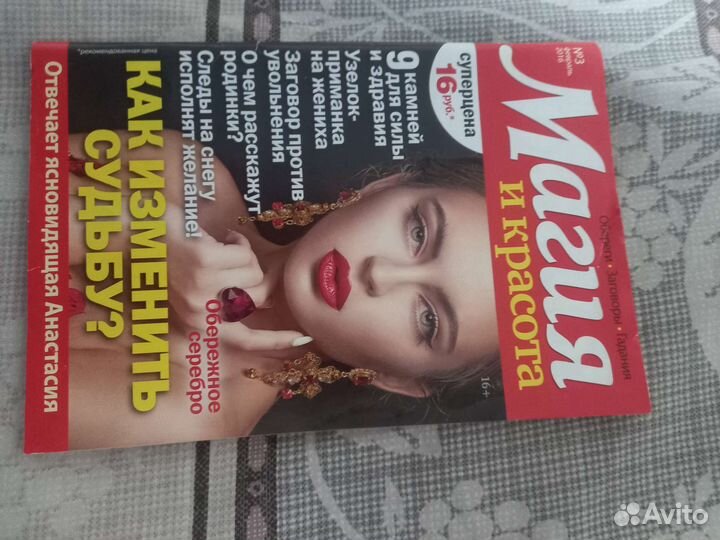 №3
февраль
2016
Обереги • Заговоры • Гадания
Магия
и красота
суперцена
16 руб.*
*рекомендованная цена
16+
9 камней
для силы
и здравия
Узелок-
приманка
на жениха
Заговор против
увольнения
О чем расскажут
родинки?
Следы на снегу
исполнят желание!
Обережное
серебро
КАК ИЗМЕНИТЬ
СУДЬБУ?
Отвечает ясновидящая Анастасия
Avito